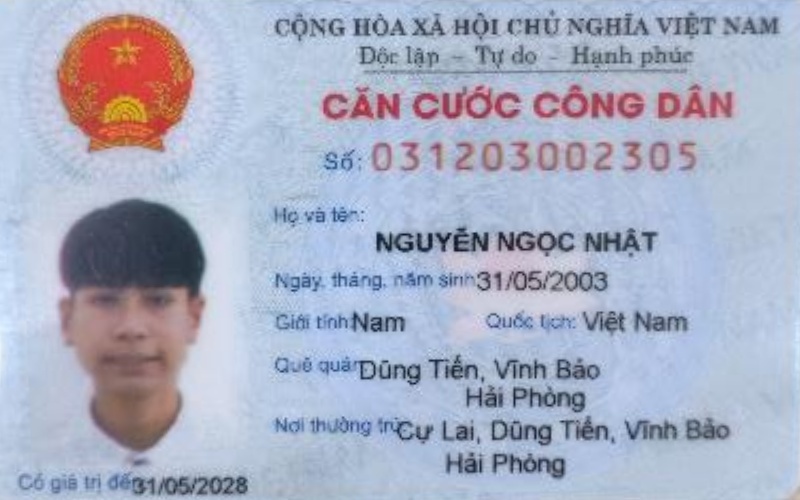 CỘNG HÒA XÃ HỘI CHỦ NGHĨA VIỆT NAM
Độc lập - Tự do - Hạnh phúc
CĂN CƯỚC CÔNG DÂN
Số: 031203002305
Họ và tên:
NGUYỄN NGỌC NHẬT
Ngày, tháng, năm sinh 31/05/2003
Giới tính Nam Quốc tịch: Việt Nam
Quê quán Dũng Tiến, Vĩnh Bảo
Hải Phòng
Nơi thường trú Cự Lai, Dũng Tiến, Vĩnh Bảo
Hải Phòng
Có giá trị đến 31/05/2028